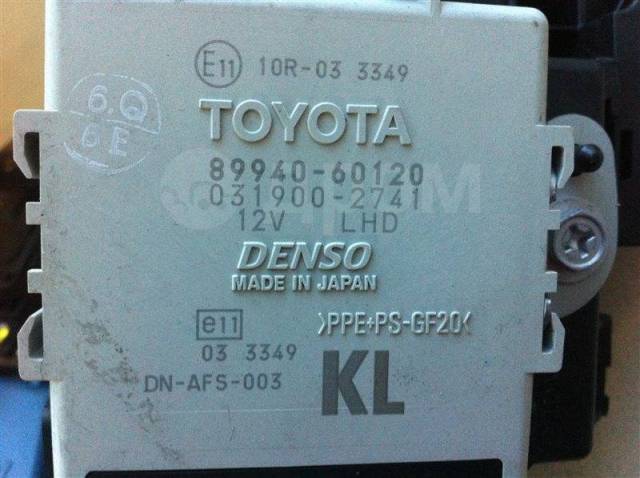 E11 10R-03 3349
6.Q
6E
TOYOTA
89940-60120
031900-2741
12V LHD
DENSO
MADE IN JAPAN
e11 >PPE+PS-GF20<
03 3349
DN-AFS-003 KL